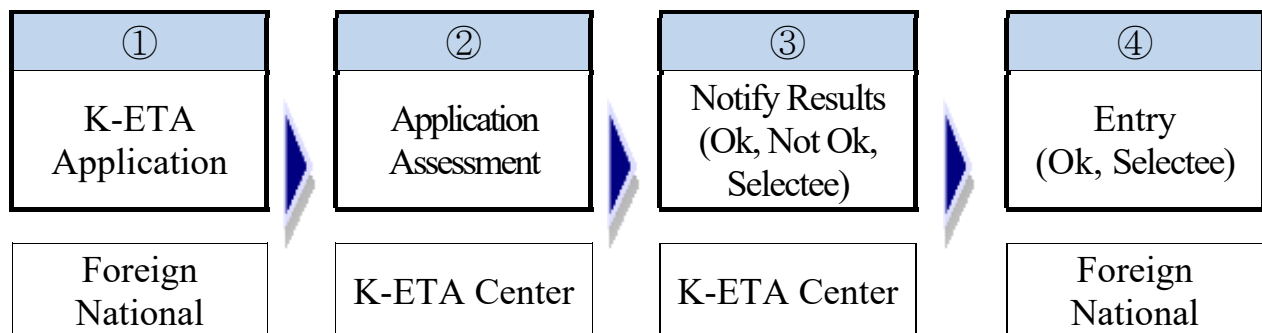 ①
K-ETA
Application
Foreign
National
②
Application
Assessment
K-ETA Center
③
Notify Results
(Ok, Not Ok,
Selectee)
K-ETA Center
④
Entry
(Ok, Selectee)
Foreign
National